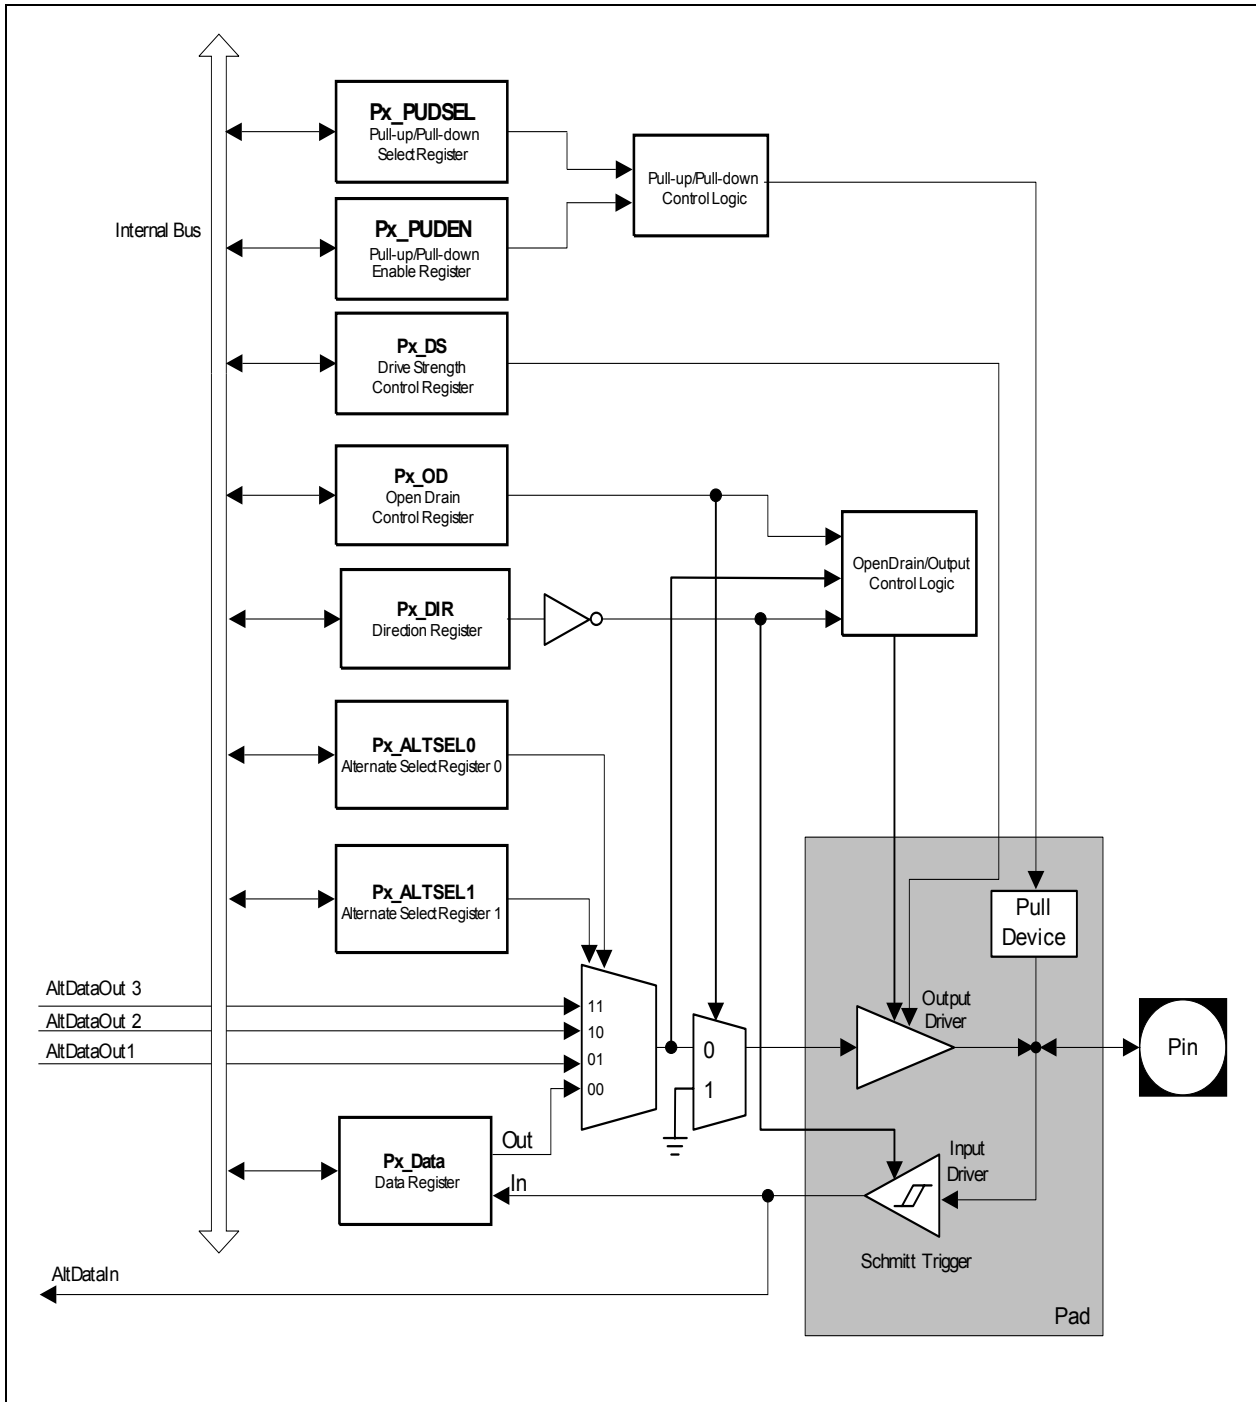 Px_PUDSEL
Pull-up/Pull-down
Select Register
Pull-up/Pull-down
Control Logic
Internal Bus
Px_PUDEN
Pull-up/Pull-down
Enable Register
Px_DS
Drive Strength
Control Register
Px_OD
Open Drain
Control Register
OpenDrain/Output
Control Logic
Px_DIR
Direction Register
Px_ALTSEL0
Alternate Select Register 0
Px_ALTSEL1
Alternate Select Register 1
Pull
Device
AltDataOut 3
AltDataOut 2
AltDataOut1
11
10
01
00
0
1
Output
Driver
Pin
Out
In
Px_Data
Data Register
Input
Driver
Schmitt Trigger
AltDataIn
Pad